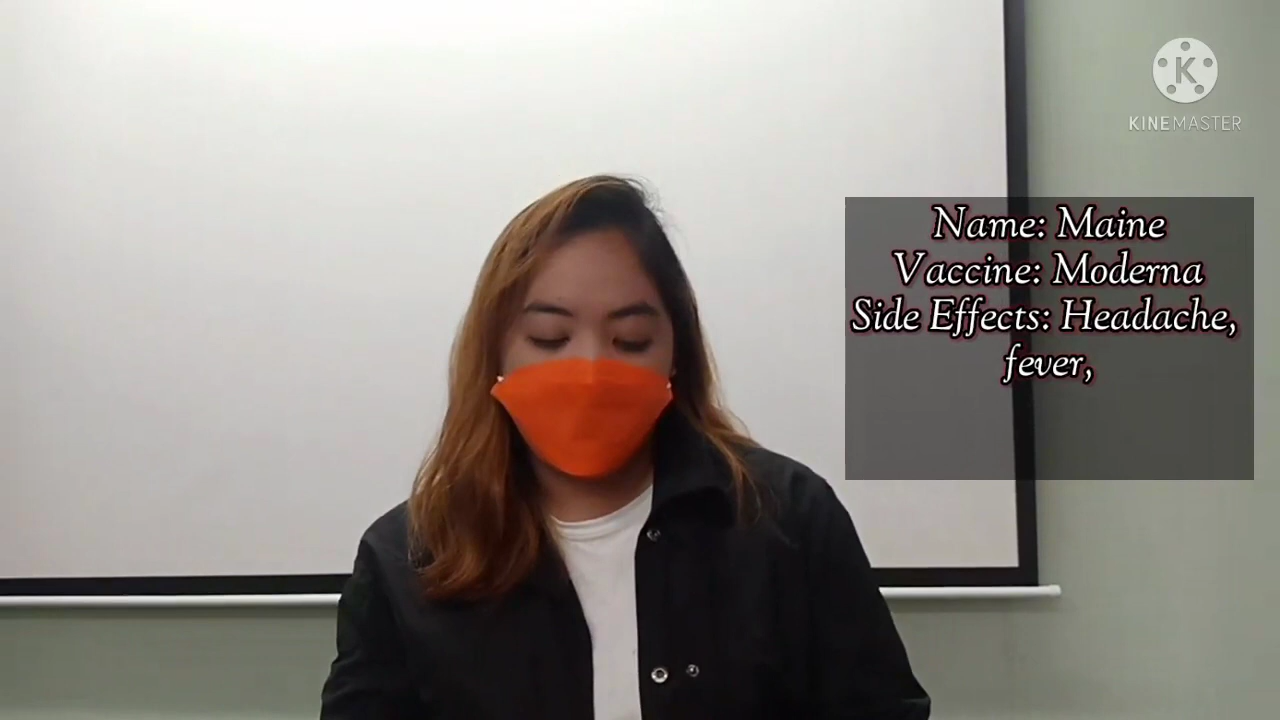 KINEMASTER
Name: Maine
Vaccine: Moderna
Side Effects: Headache,
fever,